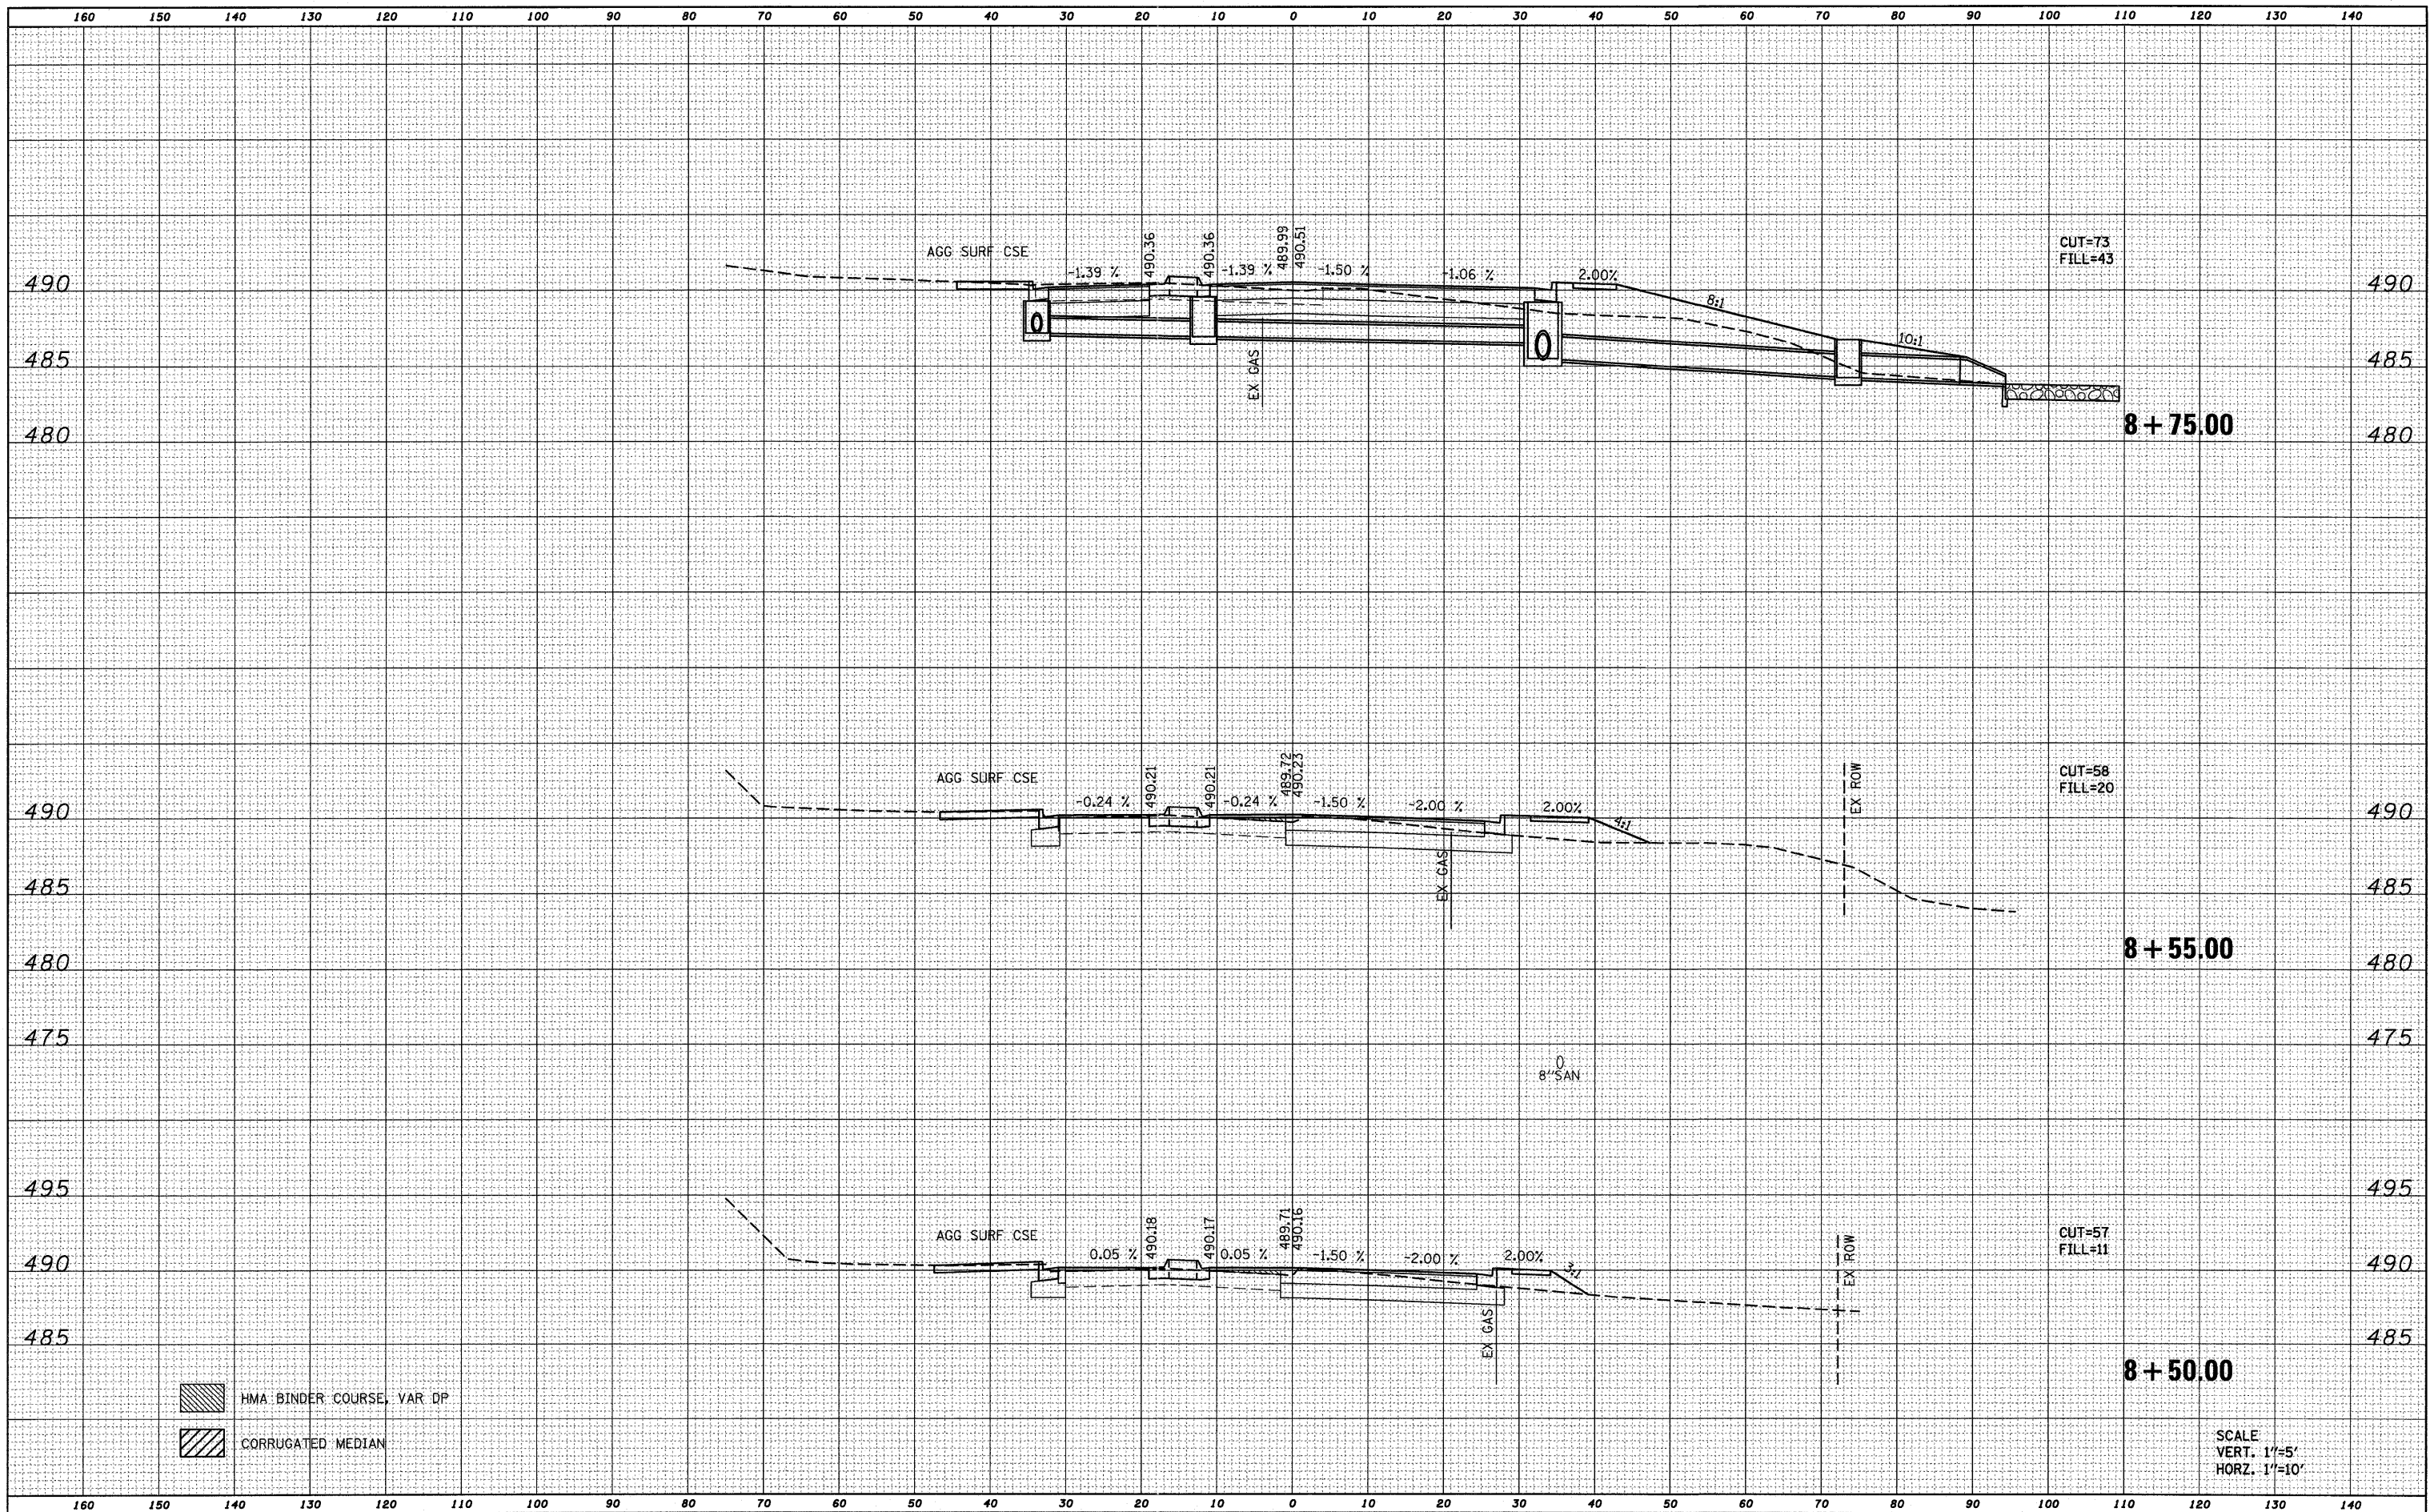 160 150 140 130 120 110 100 90 80 70 60 50 40 30 20 10 0 10 20 30 40 50 60 70 80 90 100 110 120 130 140
AGG SURF CSE
-1.39 %
490.36
490.36
-1.39 %
489.99
490.51
-1.50 %
-1.06 %
2.00%
8:1
10:1
CUT=73
FILL=43
490 490
485 485
EX GAS
480 480
8+75.00
AGG SURF CSE
-0.24 %
490.21
490.21
-0.24 %
489.72
490.23
-1.50 %
-2.00 %
2.00%
4:1
EX ROW
CUT=58
FILL=20
490 490
EX GAS
485 485
480 480
8+55.00
475 475
8"SAN
495 495
AGG SURF CSE
0.05 %
490.18
490.17
0.05 %
489.71
490.16
-1.50 %
-2.00 %
2.00%
3:1
EX ROW
CUT=57
FILL=11
490 490
EX GAS
485 485
8+50.00
HMA BINDER COURSE, VAR DP
CORRUGATED MEDIAN
SCALE
VERT. 1"=5'
HORZ. 1"=10'
160 150 140 130 120 110 100 90 80 70 60 50 40 30 20 10 0 10 20 30 40 50 60 70 80 90 100 110 120 130 140